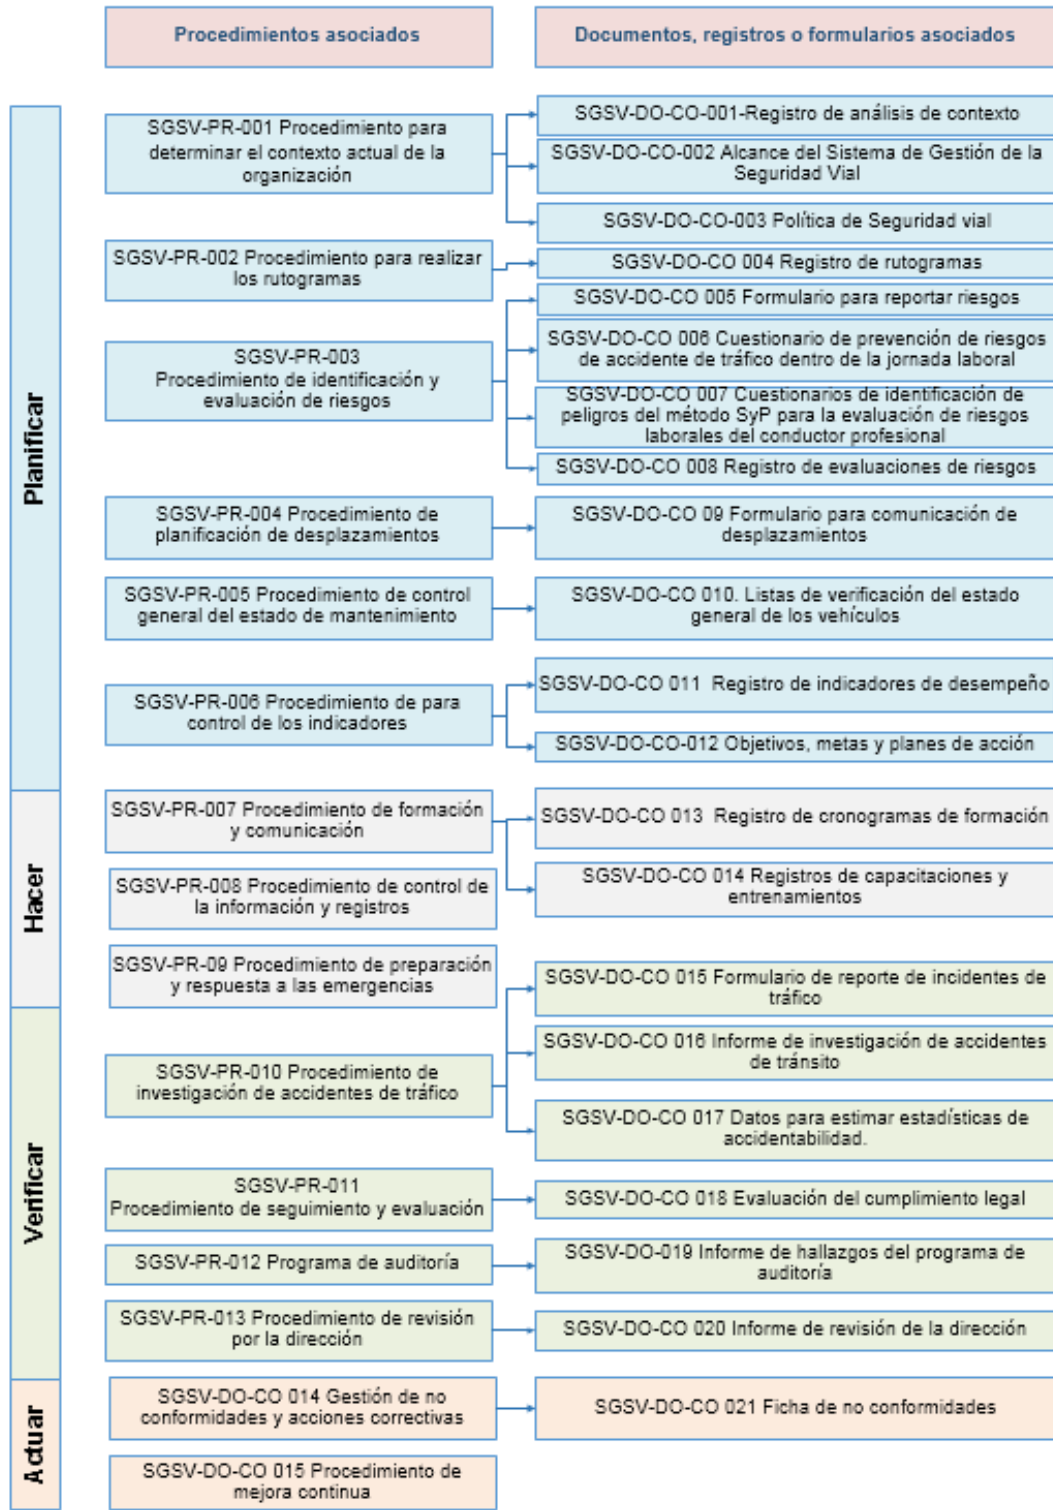 Procedimientos asociados
Documentos, registros o formularios asociados
Planificar
SGSV-PR-001 Procedimiento para
determinar el contexto actual de la
organización
SGSV-DO-CO-001-Registro de análisis de contexto
SGSV-DO-CO-002 Alcance del Sistema de Gestión de la
Seguridad Vial
SGSV-DO-CO-003 Política de Seguridad vial
SGSV-PR-002 Procedimiento para realizar
los rutogramas
SGSV-DO-CO 004 Registro de rutogramas
SGSV-PR-003
Procedimiento de identificación y
evaluación de riesgos
SGSV-DO-CO 005 Formulario para reportar riesgos
SGSV-DO-CO 006 Cuestionario de prevención de riesgos
de accidente de tráfico dentro de la jornada laboral
SGSV-DO-CO 007 Cuestionarios de identificación de
peligros del método SyP para la evaluación de riesgos
laborales del conductor profesional
SGSV-DO-CO 008 Registro de evaluaciones de riesgos
SGSV-PR-004 Procedimiento de
planificación de desplazamientos
SGSV-DO-CO 09 Formulario para comunicación de
desplazamientos
SGSV-PR-005 Procedimiento de control
general del estado de mantenimiento
SGSV-DO-CO 010. Listas de verificación del estado
general de los vehículos
SGSV-PR-006 Procedimiento de para
control de los indicadores
SGSV-DO-CO 011 Registro de indicadores de desempeño
SGSV-DO-CO-012 Objetivos, metas y planes de acción
Hacer
SGSV-PR-007 Procedimiento de formación
y comunicación
SGSV-DO-CO 013 Registro de cronogramas de formación
SGSV-PR-008 Procedimiento de control de
la información y registros
SGSV-DO-CO 014 Registros de capacitaciones y
entrenamientos
SGSV-PR-09 Procedimiento de preparación
y respuesta a las emergencias
Verificar
SGSV-DO-CO 015 Formulario de reporte de incidentes de
tráfico
SGSV-PR-010 Procedimiento de
investigación de accidentes de tráfico
SGSV-DO-CO 016 Informe de investigación de accidentes
de tránsito
SGSV-DO-CO 017 Datos para estimar estadísticas de
accidentabilidad.
SGSV-PR-011
Procedimiento de seguimiento y evaluación
SGSV-DO-CO 018 Evaluación del cumplimiento legal
SGSV-PR-012 Programa de auditoría
SGSV-DO-019 Informe de hallazgos del programa de
auditoría
SGSV-PR-013 Procedimiento de revisión
por la dirección
SGSV-DO-CO 020 Informe de revisión de la dirección
Actuar
SGSV-DO-CO 014 Gestión de no
conformidades y acciones correctivas
SGSV-DO-CO 021 Ficha de no conformidades
SGSV-DO-CO 015 Procedimiento de
mejora continua